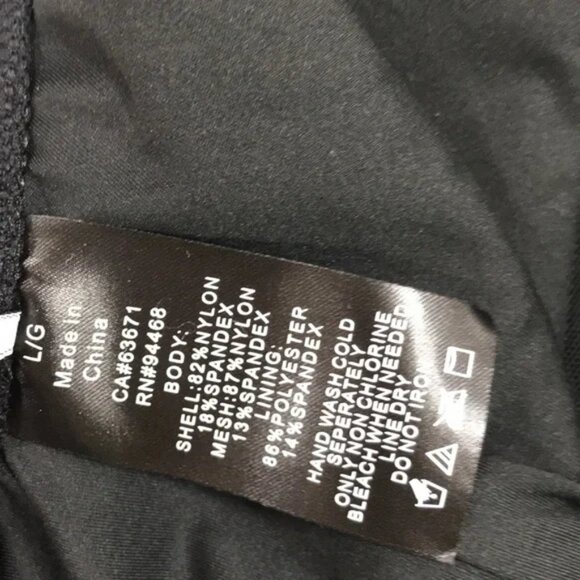 L/G
Made in
China
CA#63671
RN#94468
BODY:
SHELL:82%NYLON
18%SPANDEX
MESH:87%NYLON
13%SPANDEX
LINING:
86%POLYESTER
14%SPANDEX
HAND WASH COLD
SEPERATELY
ONLY NON CHLORINE
BLEACH WHEN NEEDED
LINE DRY
DO NOT IRO